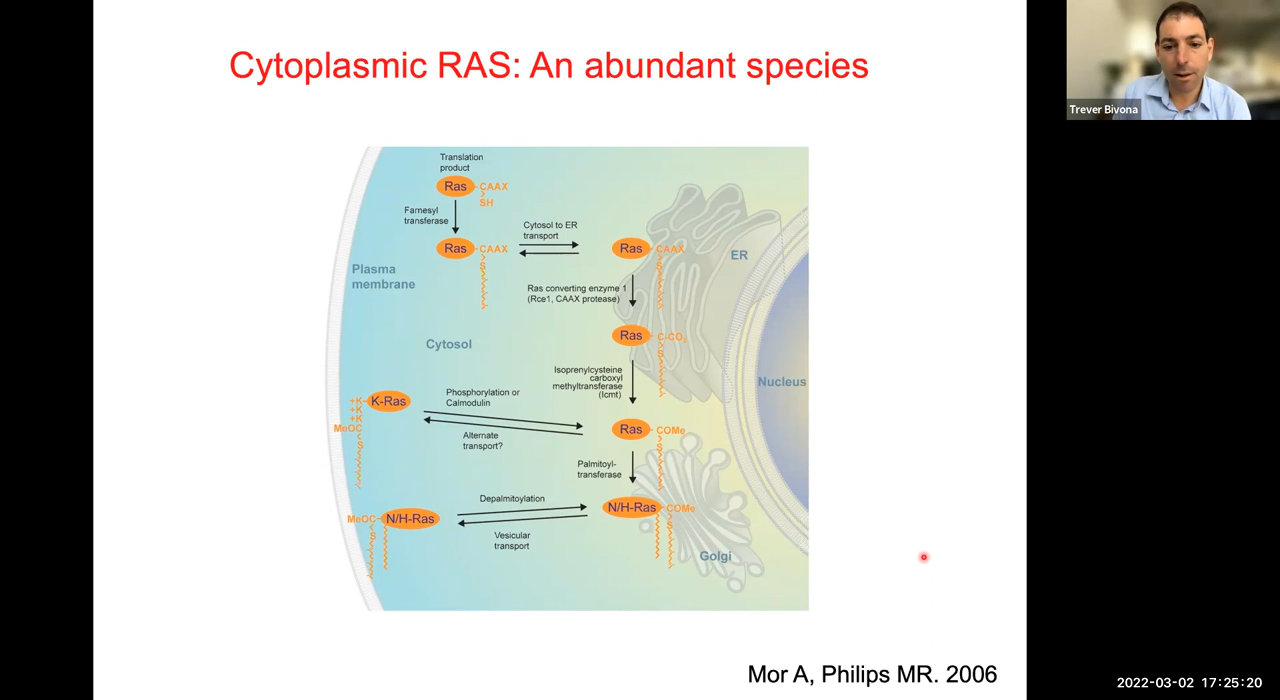 Cytoplasmic RAS: An abundant species
Trever Bivona
Translation
product
Ras
CAAX
SH
Farnesyl
transferase
Ras
CAAX
S
Cytosol to ER
transport
Ras
CAAX
S
ER
Plasma
membrane
Ras converting enzyme 1
(Rce1, CAAX protease)
Ras
C-CO₂
S
Cytosol
Isoprenylcysteine
carboxyl
methyltransferase
(Icmt)
Nucleus
+K
+K
+K
K-Ras
MeOC
S
Phosphorylation or
Calmodulin
Alternate
transport?
Ras
COMe
S
Palmitoyl-
transferase
MeOC
N/H-Ras
S
Depalmitoylation
Vesicular
transport
N/H-Ras
COMe
S
Golgi
Mor A, Philips MR. 2006
2022-03-02 17:25:20